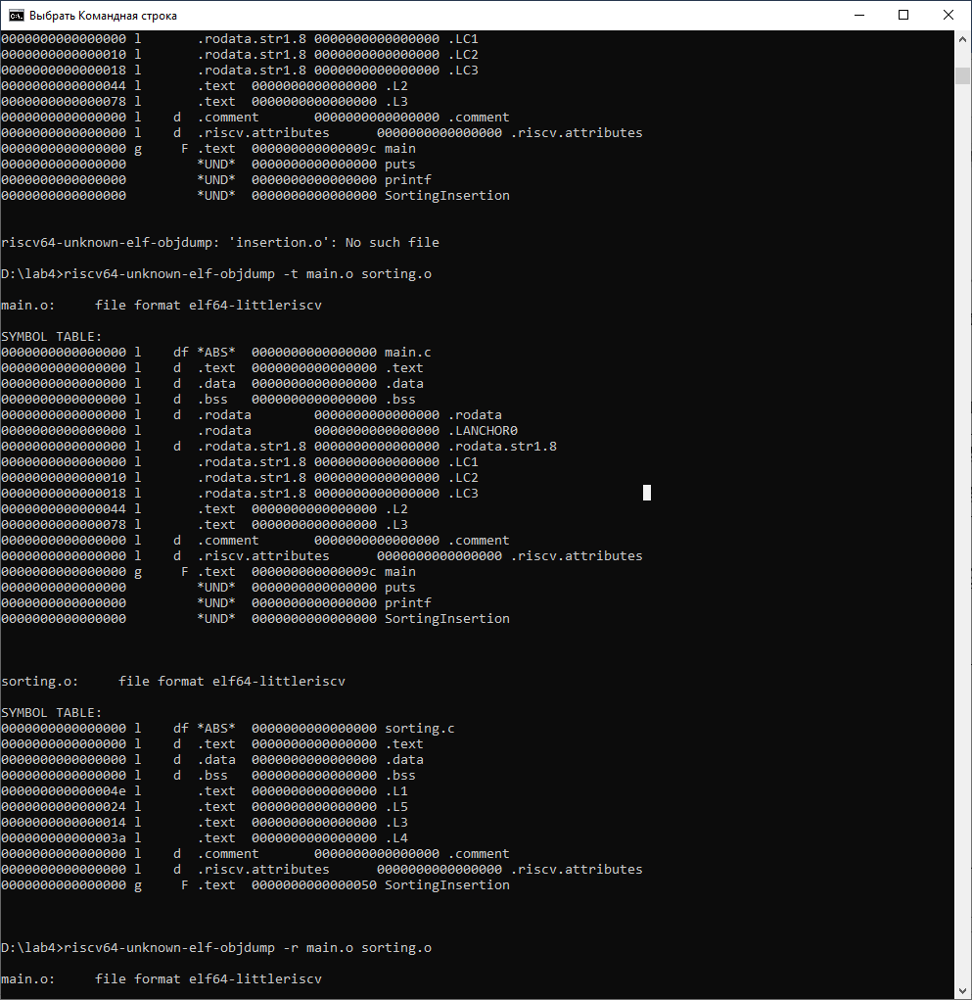 Выбрать Командная строка
0000000000000000 l       .rodata.str1.8 0000000000000000 .LC1
0000000000000010 l       .rodata.str1.8 0000000000000000 .LC2
0000000000000018 l       .rodata.str1.8 0000000000000000 .LC3
0000000000000044 l       .text  0000000000000000 .L2
0000000000000078 l       .text  0000000000000000 .L3
0000000000000000 l    d  .comment       0000000000000000 .comment
0000000000000000 l    d  .riscv.attributes      0000000000000000 .riscv.attributes
0000000000000000 g     F .text  000000000000009c main
0000000000000000         *UND*  0000000000000000 puts
0000000000000000         *UND*  0000000000000000 printf
0000000000000000         *UND*  0000000000000000 SortingInsertion
riscv64-unknown-elf-objdump: 'insertion.o': No such file
D:\lab4>riscv64-unknown-elf-objdump -t main.o sorting.o
main.o:     file format elf64-littleriscv
SYMBOL TABLE:
0000000000000000 l    df *ABS*  0000000000000000 main.c
0000000000000000 l    d  .text  0000000000000000 .text
0000000000000000 l    d  .data  0000000000000000 .data
0000000000000000 l    d  .bss   0000000000000000 .bss
0000000000000000 l    d  .rodata        0000000000000000 .rodata
0000000000000000 l       .rodata        0000000000000000 .LANCHOR0
0000000000000000 l    d  .rodata.str1.8 0000000000000000 .rodata.str1.8
0000000000000000 l       .rodata.str1.8 0000000000000000 .LC1
0000000000000010 l       .rodata.str1.8 0000000000000000 .LC2
0000000000000018 l       .rodata.str1.8 0000000000000000 .LC3
0000000000000044 l       .text  0000000000000000 .L2
0000000000000078 l       .text  0000000000000000 .L3
0000000000000000 l    d  .comment       0000000000000000 .comment
0000000000000000 l    d  .riscv.attributes      0000000000000000 .riscv.attributes
0000000000000000 g     F .text  000000000000009c main
0000000000000000         *UND*  0000000000000000 puts
0000000000000000         *UND*  0000000000000000 printf
0000000000000000         *UND*  0000000000000000 SortingInsertion
sorting.o:     file format elf64-littleriscv
SYMBOL TABLE:
0000000000000000 l    df *ABS*  0000000000000000 sorting.c
0000000000000000 l    d  .text  0000000000000000 .text
0000000000000000 l    d  .data  0000000000000000 .data
0000000000000000 l    d  .bss   0000000000000000 .bss
000000000000004e l       .text  0000000000000000 .L1
0000000000000024 l       .text  0000000000000000 .L5
0000000000000014 l       .text  0000000000000000 .L3
000000000000003a l       .text  0000000000000000 .L4
0000000000000000 l    d  .comment       0000000000000000 .comment
0000000000000000 l    d  .riscv.attributes      0000000000000000 .riscv.attributes
0000000000000000 g     F .text  0000000000000050 SortingInsertion
D:\lab4>riscv64-unknown-elf-objdump -r main.o sorting.o
main.o:     file format elf64-littleriscv